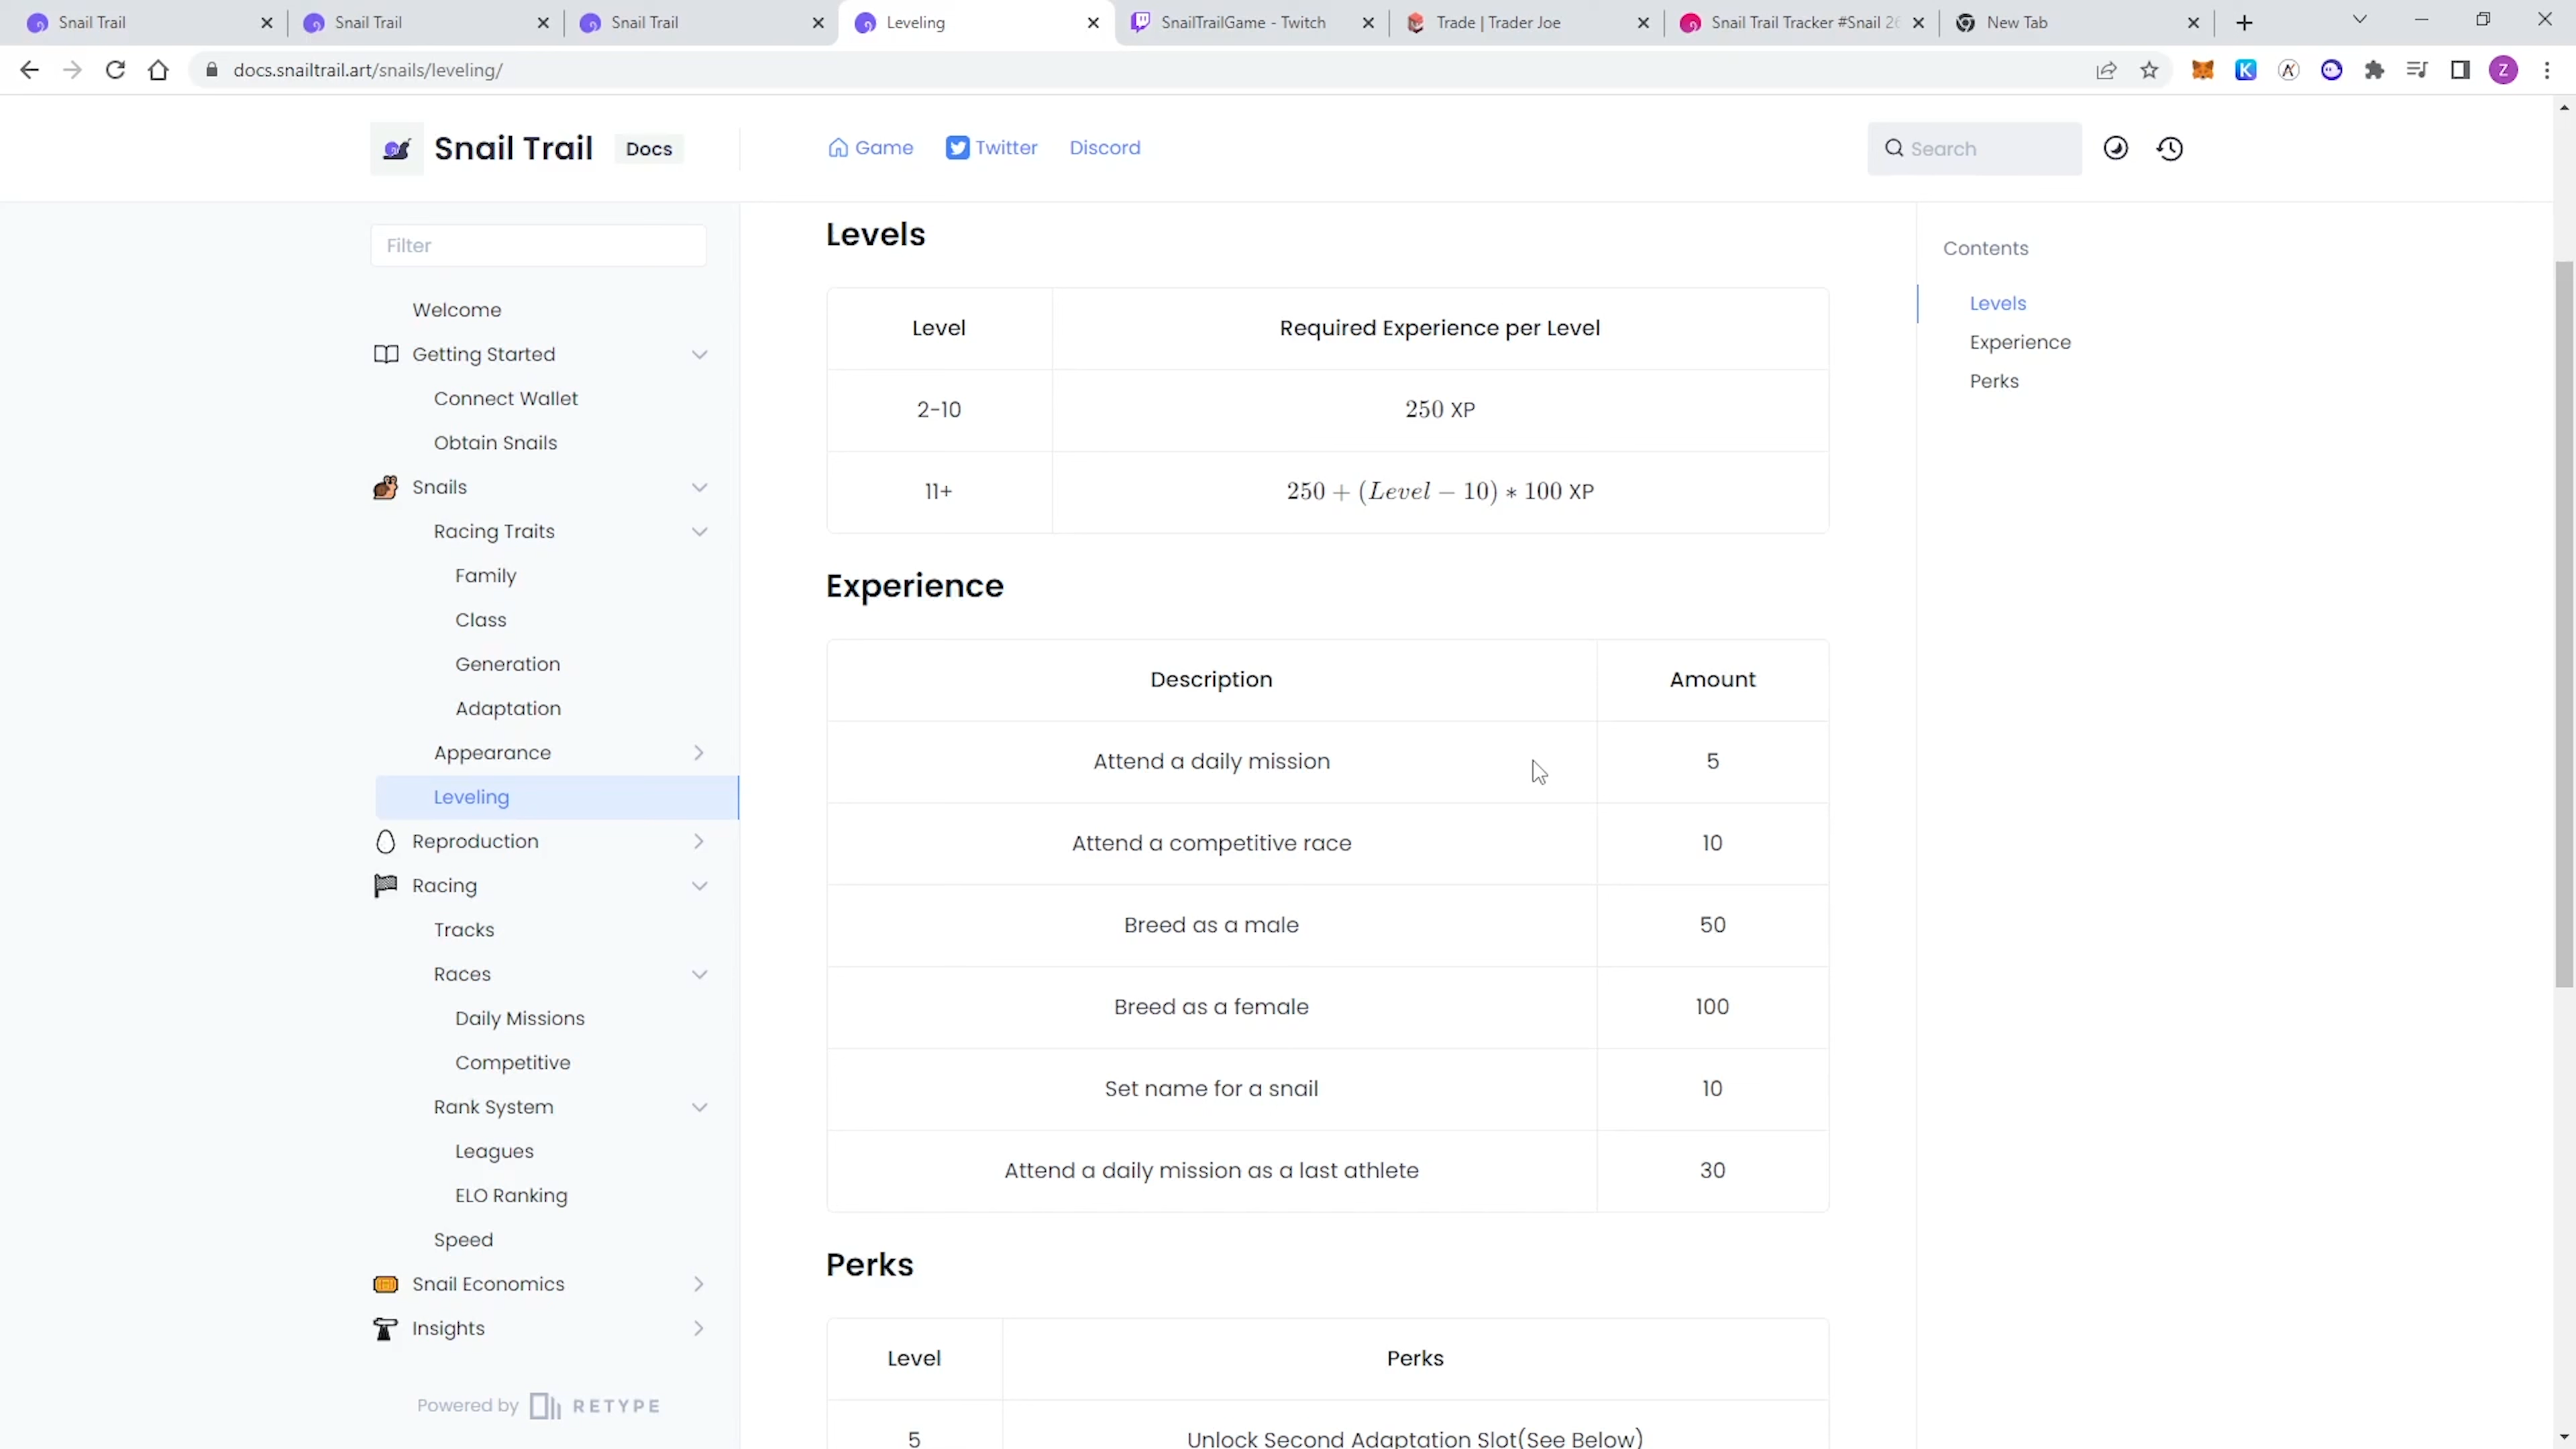 Snail Trail
Snail Trail
Snail Trail
Leveling
SnailTrailGame - Twitch
Trade | Trader Joe
Snail Trail Tracker #Snail 26
New Tab
docs.snailtrail.art/snails/leveling/
Z
Snail Trail Docs
Game
Twitter
Discord
Search
Filter
Welcome
Getting Started
Connect Wallet
Obtain Snails
Snails
Racing Traits
Family
Class
Generation
Adaptation
Appearance
Leveling
Reproduction
Racing
Tracks
Races
Daily Missions
Competitive
Rank System
Leagues
ELO Ranking
Speed
Snail Economics
Insights
Powered by RETYPE
Levels
Level Required Experience per Level
2-10 250 XP
11+ 250 + (Level − 10) ∗ 100 XP
Experience
Description Amount
Attend a daily mission 5
Attend a competitive race 10
Breed as a male 50
Breed as a female 100
Set name for a snail 10
Attend a daily mission as a last athlete 30
Perks
Level Perks
5 Unlock Second Adaptation Slot(See Below)
Contents
Levels
Experience
Perks